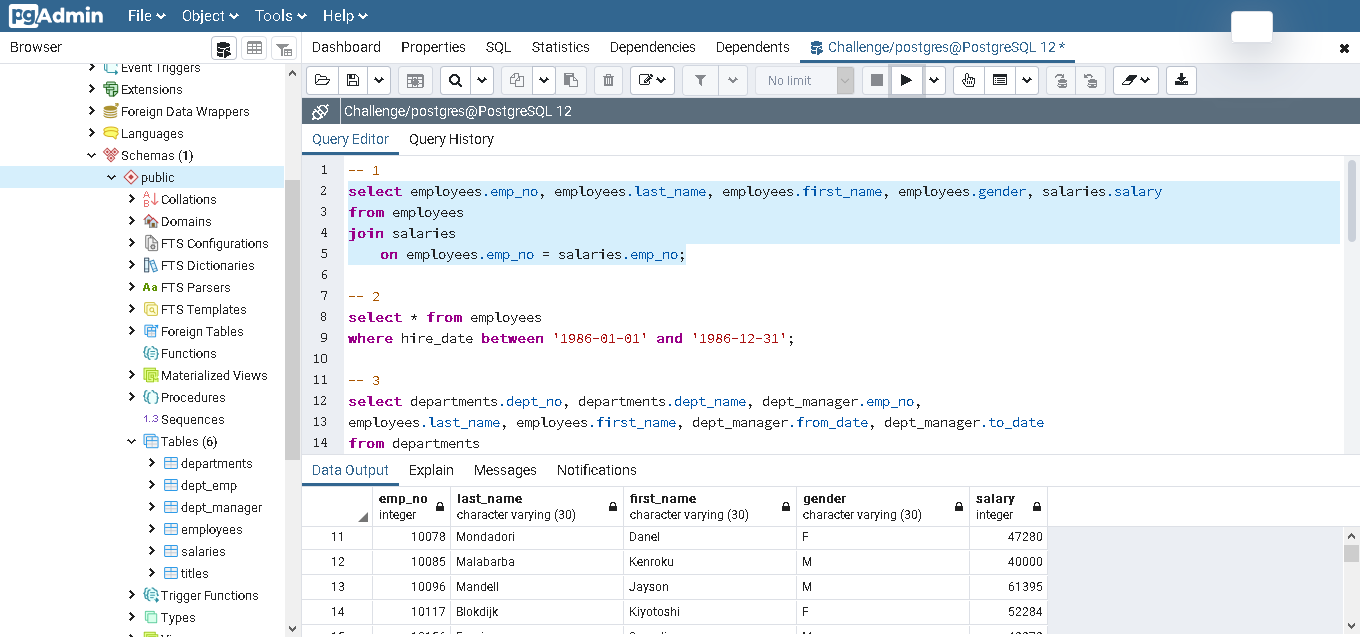 pgAdmin File Object Tools Help
Browser
Dashboard Properties SQL Statistics Dependencies Dependents Challenge/postgres@PostgreSQL 12 *
No limit
Challenge/postgres@PostgreSQL 12
Query Editor Query History
Event Triggers
Extensions
Foreign Data Wrappers
Languages
Schemas (1)
public
Collations
Domains
FTS Configurations
FTS Dictionaries
Aa FTS Parsers
FTS Templates
Foreign Tables
Functions
Materialized Views
Procedures
1..3 Sequences
Tables (6)
departments
dept_emp
dept_manager
employees
salaries
titles
Trigger Functions
Types
1 -- 1
2 select employees.emp_no, employees.last_name, employees.first_name, employees.gender, salaries.salary
3 from employees
4 join salaries
5 on employees.emp_no = salaries.emp_no;
6
7 -- 2
8 select * from employees
9 where hire_date between '1986-01-01' and '1986-12-31';
10
11 -- 3
12 select departments.dept_no, departments.dept_name, dept_manager.emp_no,
13 employees.last_name, employees.first_name, dept_manager.from_date, dept_manager.to_date
14 from departments
Data Output Explain Messages Notifications
emp_no last_name first_name gender salary
integer character varying (30) character varying (30) character varying (30) integer
11 10078 Mondadori Danel F 47280
12 10085 Malabarba Kenroku M 40000
13 10096 Mandell Jayson M 61395
14 10117 Blokdijk Kiyotoshi F 52284